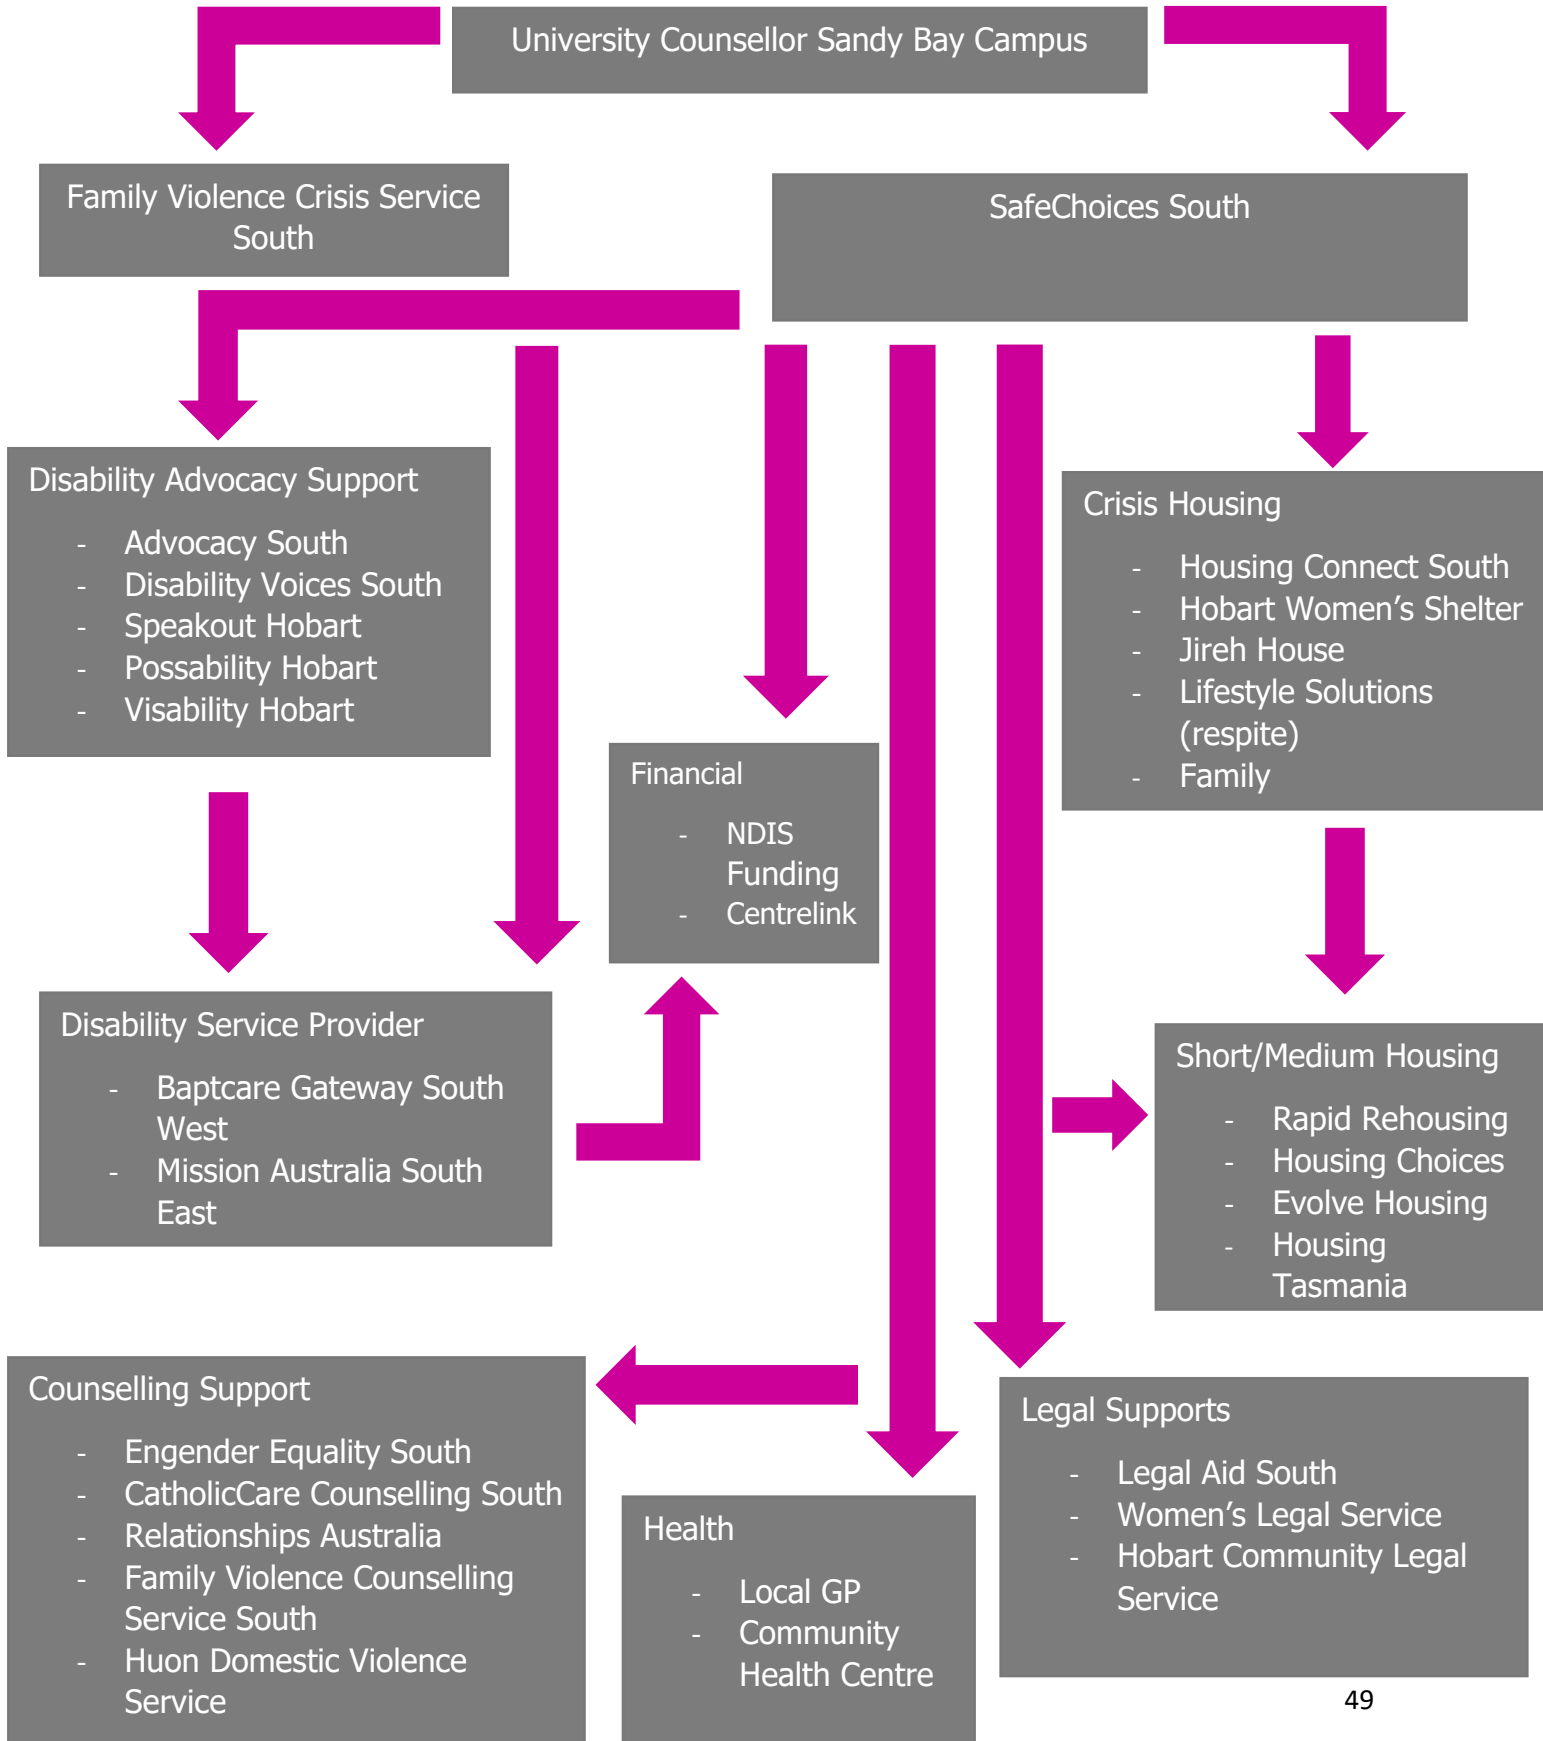 University Counsellor Sandy Bay Campus
Family Violence Crisis Service
South
SafeChoices South
Disability Advocacy Support
- Advocacy South
- Disability Voices South
- Speakout Hobart
- Possability Hobart
- Visability Hobart
Crisis Housing
- Housing Connect South
- Hobart Women’s Shelter
- Jireh House
- Lifestyle Solutions
(respite)
- Family
Financial
- NDIS
Funding
- Centrelink
Disability Service Provider
- Baptcare Gateway South
West
- Mission Australia South
East
Short/Medium Housing
- Rapid Rehousing
- Housing Choices
- Evolve Housing
- Housing
Tasmania
Counselling Support
- Engender Equality South
- CatholicCare Counselling South
- Relationships Australia
- Family Violence Counselling
Service South
- Huon Domestic Violence
Service
Health
- Local GP
- Community
Health Centre
Legal Supports
- Legal Aid South
- Women’s Legal Service
- Hobart Community Legal
Service
49